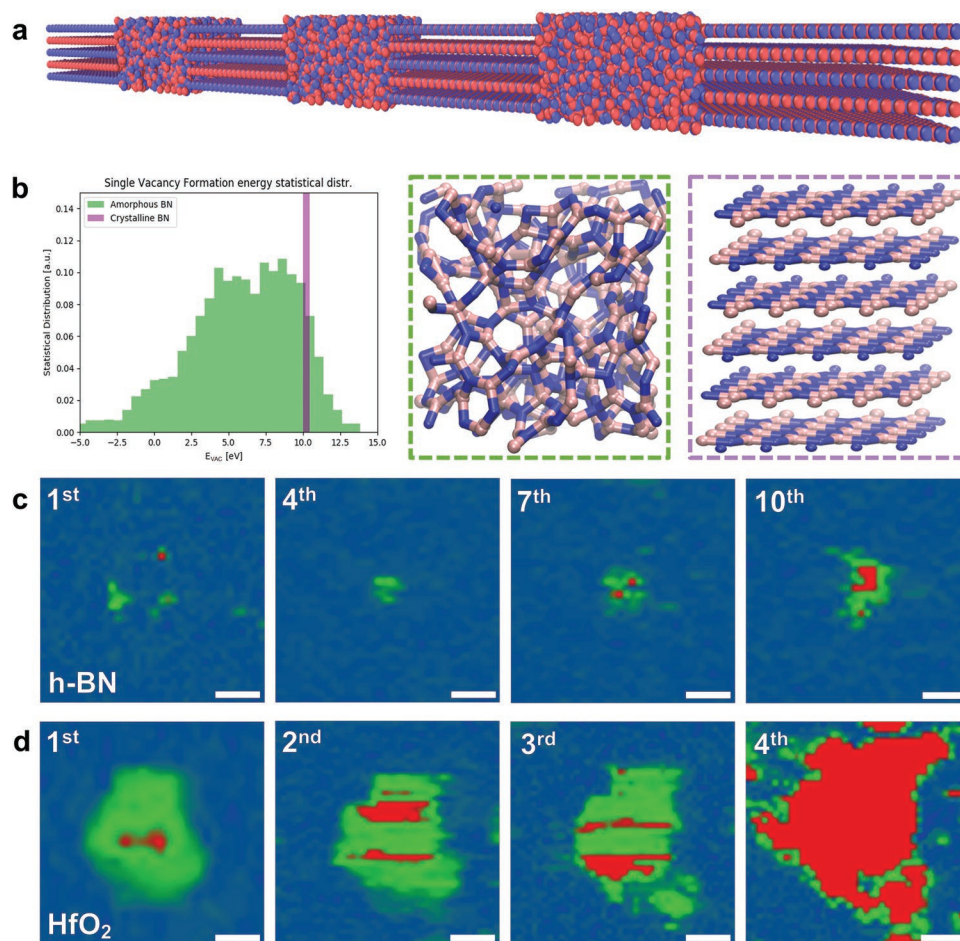 a
b
Single Vacancy Formation energy statistical distr.
Amorphous BN
Crystalline BN
Statistical Distribution [a.u.]
0.14
0.12
0.10
0.08
0.06
0.04
0.02
0.00
-5.0 -2.5 0.0 2.5 5.0 7.5 10.0 12.5 15.0
E_VAC [eV]
c
1st 4th 7th 10th
h-BN
d
1st 2nd 3rd 4th
HfO₂